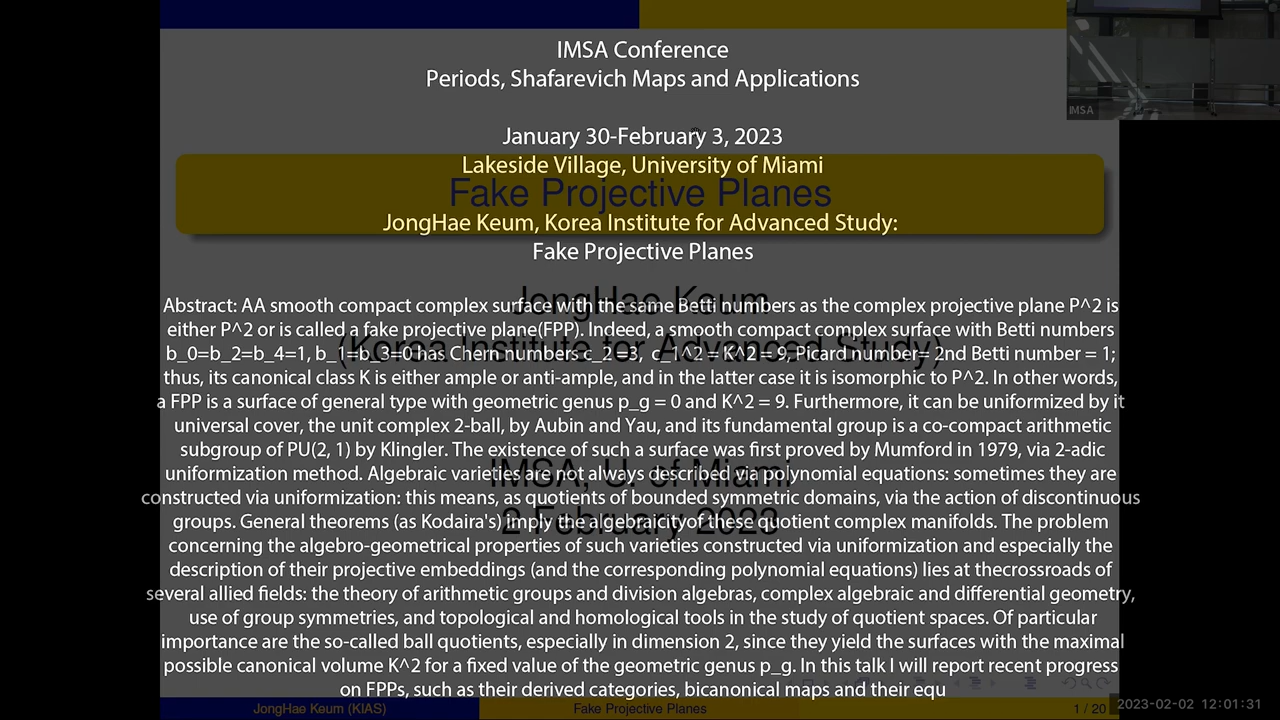 IMSA Conference
Periods, Shafarevich Maps and Applications
January 30-February 3, 2023
Lakeside Village, University of Miami
Fake Projective Planes
JongHae Keum, Korea Institute for Advanced Study:
Fake Projective Planes
JongHae Keum
(Korea Institute for Advanced Study)
IMSA, U. of Miami
2 February 2023
Abstract: AA smooth compact complex surface with the same Betti numbers as the complex projective plane P^2 is
either P^2 or is called a fake projective plane(FPP). Indeed, a smooth compact complex surface with Betti numbers
b_0=b_2=b_4=1, b_1=b_3=0 has Chern numbers c_2=3, c_1^2 = K^2 = 9, Picard number= 2nd Betti number = 1;
thus, its canonical class K is either ample or anti-ample, and in the latter case it is isomorphic to P^2. In other words,
a FPP is a surface of general type with geometric genus p_g = 0 and K^2 = 9. Furthermore, it can be uniformized by it
universal cover, the unit complex 2-ball, by Aubin and Yau, and its fundamental group is a co-compact arithmetic
subgroup of PU(2, 1) by Klingler. The existence of such a surface was first proved by Mumford in 1979, via 2-adic
uniformization method. Algebraic varieties are not always described via polynomial equations: sometimes they are
constructed via uniformization: this means, as quotients of bounded symmetric domains, via the action of discontinuous
groups. General theorems (as Kodaira's) imply the algebraicityof these quotient complex manifolds. The problem
concerning the algebro-geometrical properties of such varieties constructed via uniformization and especially the
description of their projective embeddings (and the corresponding polynomial equations) lies at thecrossroads of
several allied fields: the theory of arithmetic groups and division algebras, complex algebraic and differential geometry,
use of group symmetries, and topological and homological tools in the study of quotient spaces. Of particular
importance are the so-called ball quotients, especially in dimension 2, since they yield the surfaces with the maximal
possible canonical volume K^2 for a fixed value of the geometric genus p_g. In this talk I will report recent progress
on FPPs, such as their derived categories, bicanonical maps and their equ
JongHae Keum (KIAS)
Fake Projective Planes
1 / 20
IMSA
2023-02-02 12:01:31